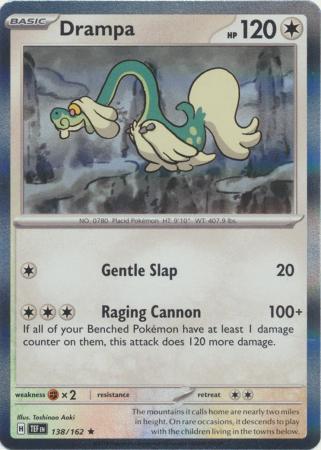 BASIC
Drampa
HP 120
NO. 0780 Placid Pokémon HT: 9'10" WT: 407.9 lbs.
Gentle Slap 20
Raging Cannon 100+
If all of your Benched Pokémon have at least 1 damage
counter on them, this attack does 120 more damage.
weakness × 2 resistance retreat
Illus. Toshinao Aoki
H TEF EN 138/162 ★
The mountains it calls home are nearly two miles
in height. On rare occasions, it descends to play
with the children living in the towns below.